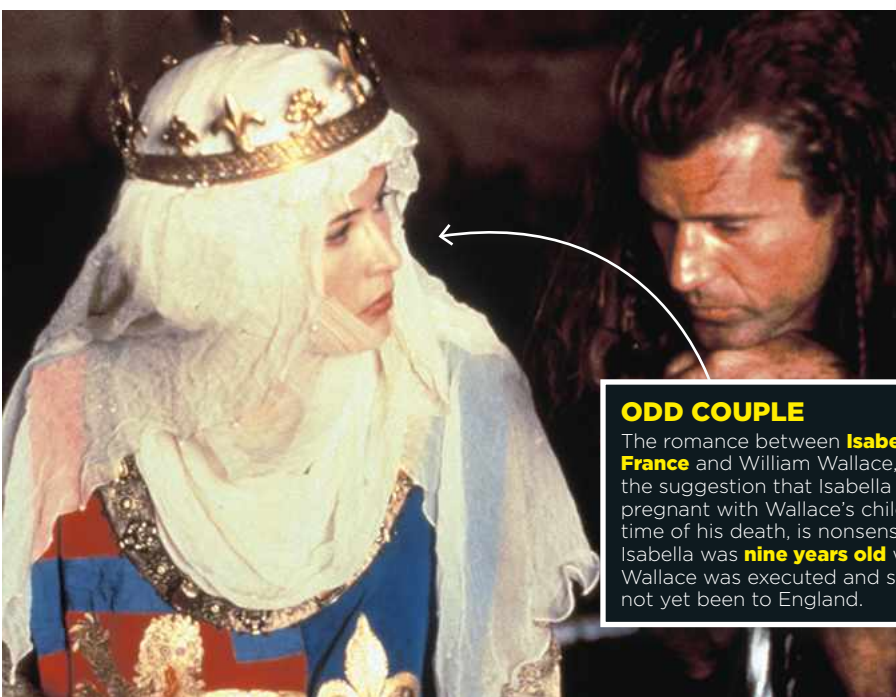 ODD COUPLE
The romance between
France and William Wallace,
the suggestion that Isabella
pregnant with Wallace's
time of his death, is
Isabella was nine years old
Wallace was executed and
not yet been to England.